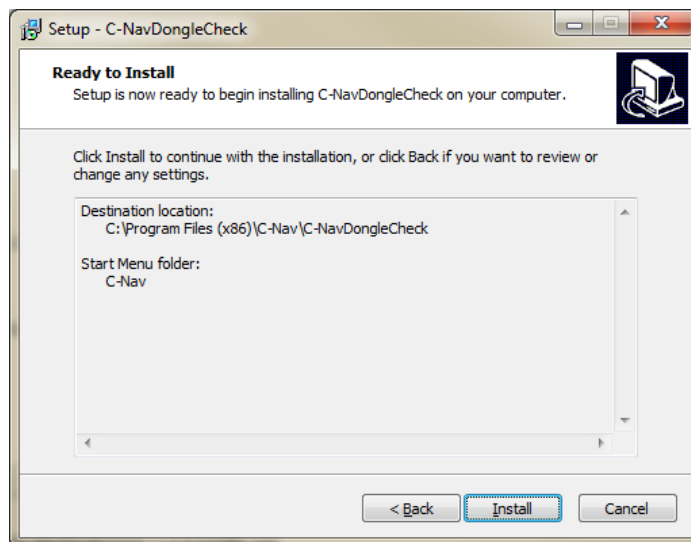 Setup - C-NavDongleCheck
Ready to Install
Setup is now ready to begin installing C-NavDongleCheck on your computer.
Click Install to continue with the installation, or click Back if you want to review or
change any settings.
Destination location:
C:\Program Files (x86)\C-Nav\C-NavDongleCheck
Start Menu folder:
C-Nav
< Back
Install
Cancel